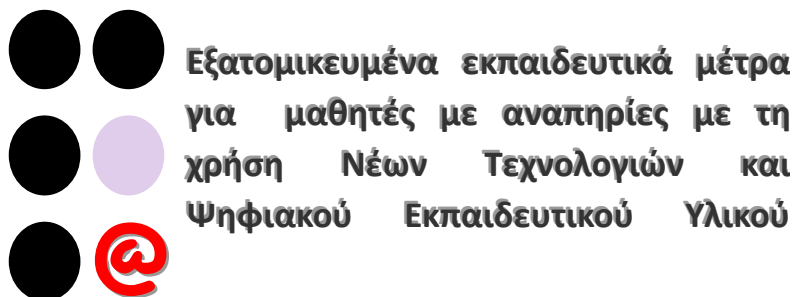 Εξατομικευμένα εκπαιδευτικά μέτρα
για μαθητές με αναπηρίες με τη
χρήση Νέων Τεχνολογιών και
Ψηφιακού Εκπαιδευτικού Υλικού
@